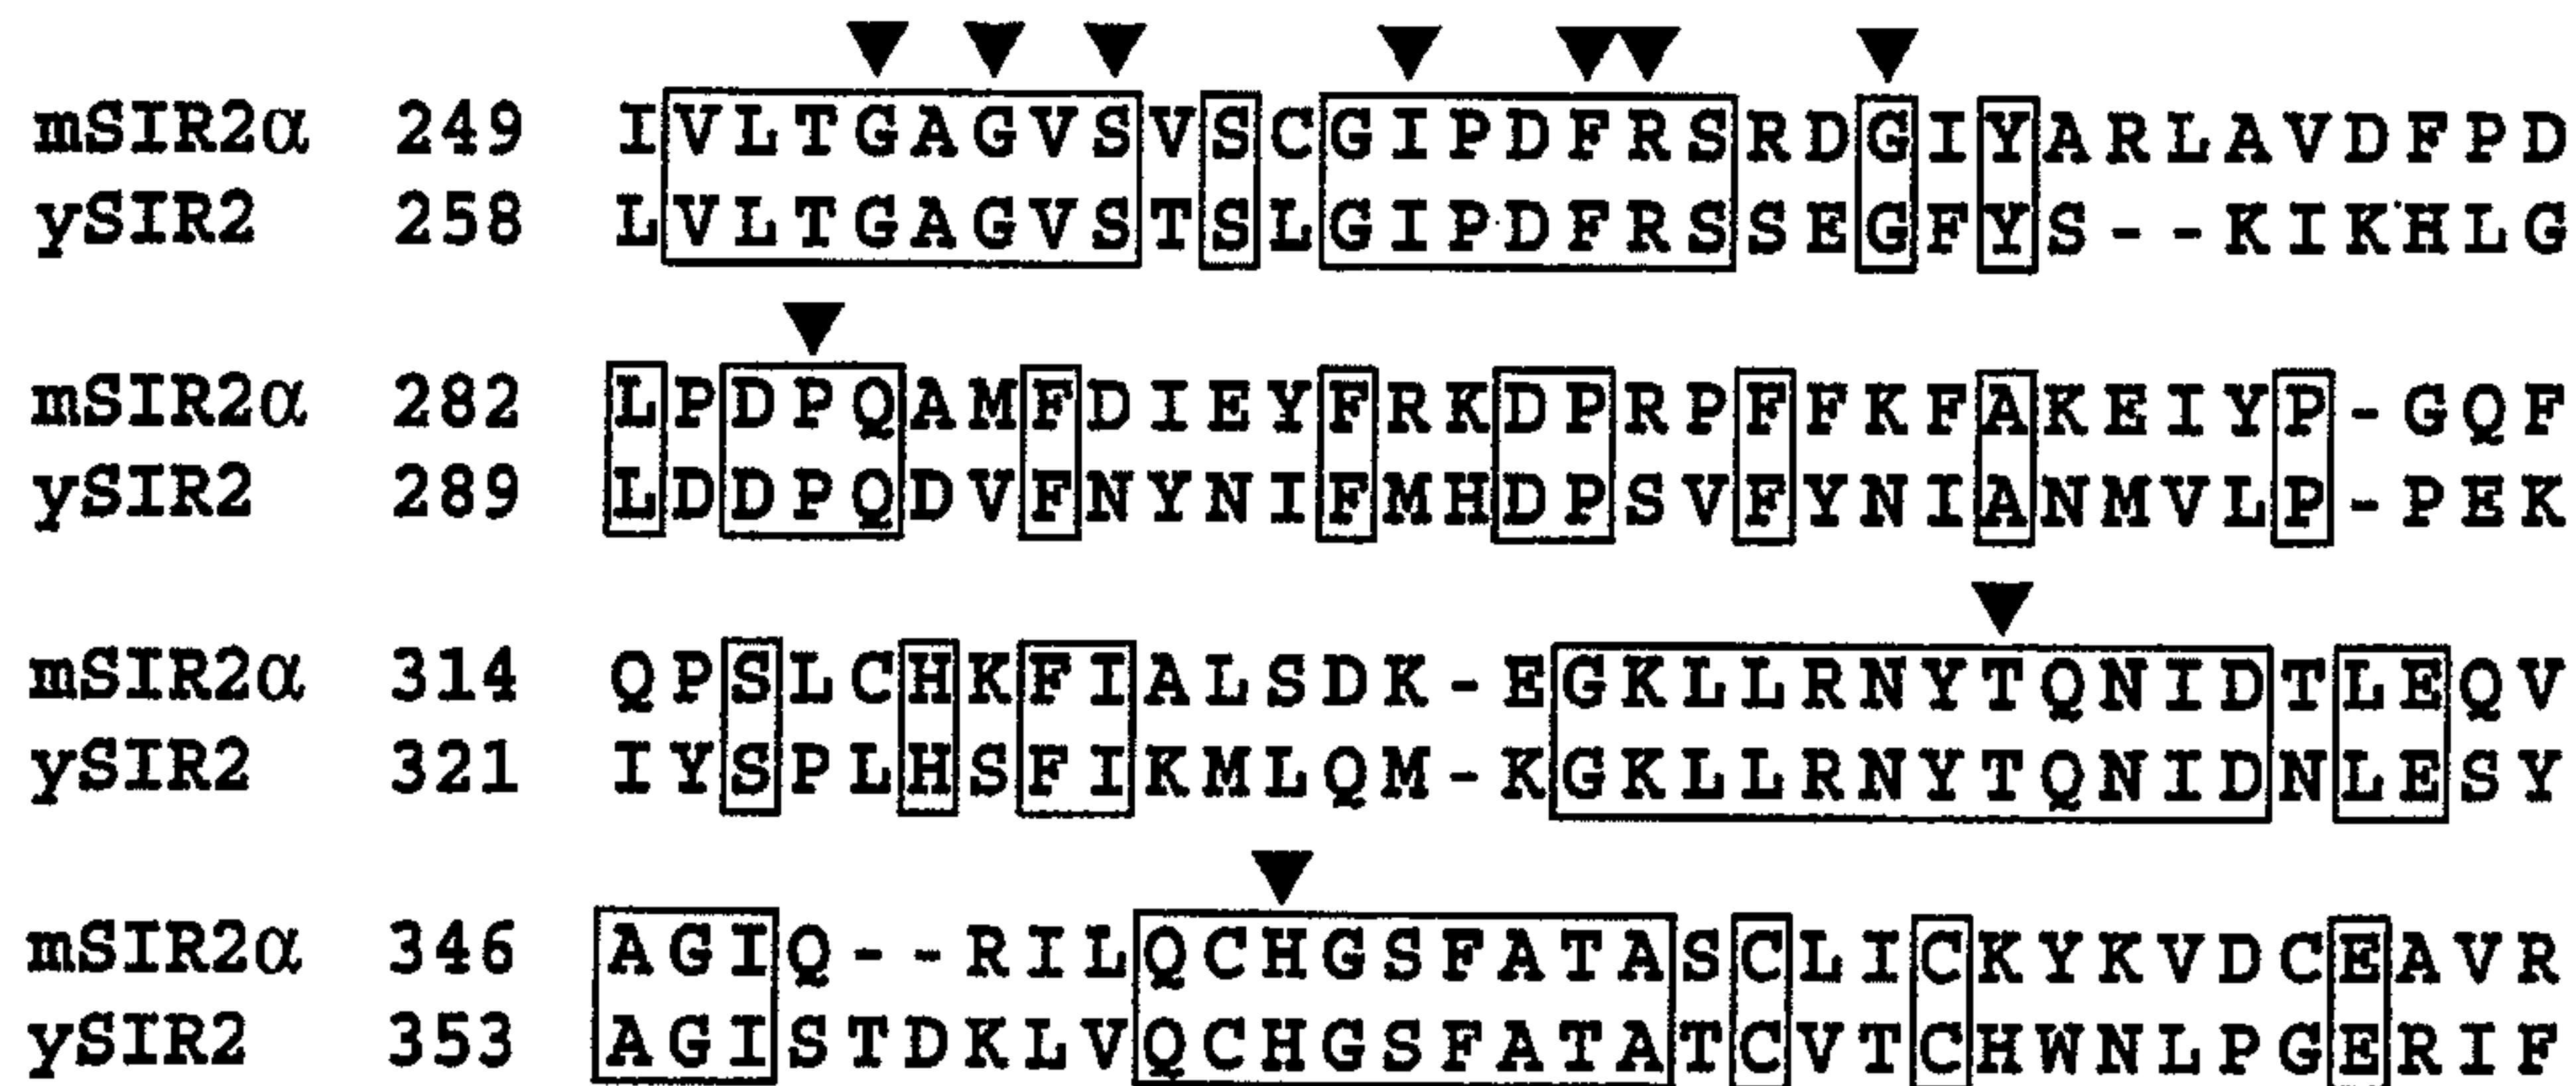 mSIR2α 249 IVLTGAGVSVSCGIPDFRSRDGIYARLAVDFPD
ySIR2 258 LVLTGAGVSTSLGIPDFRSSEGFYS--KIKHLG
mSIR2α 282 LPDPQAMFDIEYFRKDPRPFFKFAKEIYP-GQF
ySIR2 289 LDDPQDVFNYNIFMHDPSVFYNIANMVLP-PEK
mSIR2α 314 QPSLCHKFIALSDK-EGKLLRNYTQNIDTLEQV
ySIR2 321 IYSPLHSFIKMLQM-KGKLLRNYTQNIDNLESY
mSIR2α 346 AGIQ--RILQCHGSFATASCLICKYKVDCEAVR
ySIR2 353 AGISTDKLVQCHGSFATATCVTCHWNLPGERIF